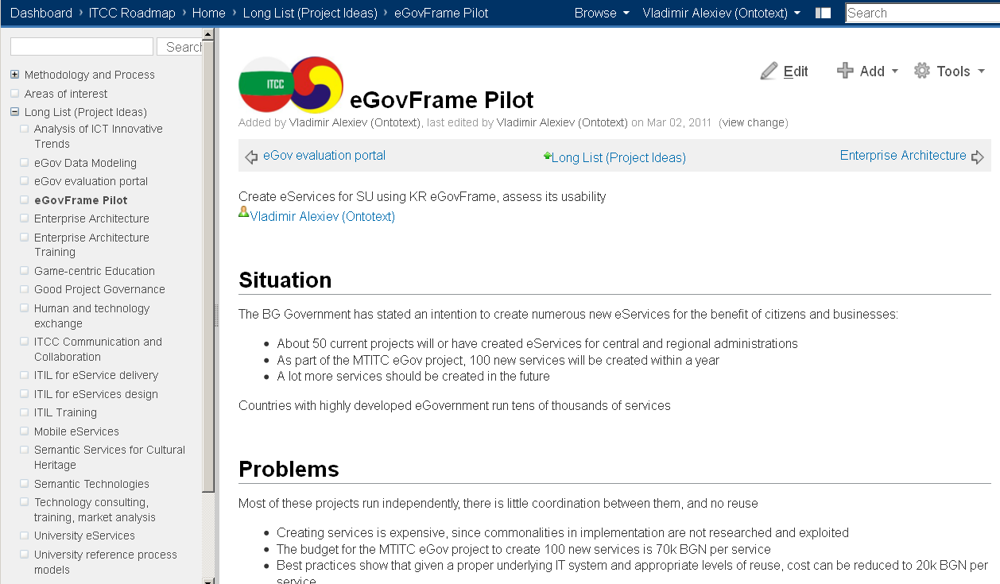 Dashboard › ITCC Roadmap › Home › Long List (Project Ideas) › eGovFrame Pilot
Browse
Vladimir Alexiev (Ontotext)
Search
Search
Methodology and Process
Areas of interest
Long List (Project Ideas)
Analysis of ICT Innovative
Trends
eGov Data Modeling
eGov evaluation portal
eGovFrame Pilot
Enterprise Architecture
Enterprise Architecture
Training
Game-centric Education
Good Project Governance
Human and technology
exchange
ITCC Communication and
Collaboration
ITIL for eService delivery
ITIL for eServices design
ITIL Training
Mobile eServices
Semantic Services for Cultural
Heritage
Semantic Technologies
Technology consulting,
training, market analysis
University eServices
University reference process
models
Edit
Add
Tools
ITCC
eGovFrame Pilot
Added by Vladimir Alexiev (Ontotext), last edited by Vladimir Alexiev (Ontotext) on Mar 02, 2011 (view change)
eGov evaluation portal
Long List (Project Ideas)
Enterprise Architecture
Create eServices for SU using KR eGovFrame, assess its usability
Vladimir Alexiev (Ontotext)
Situation
The BG Government has stated an intention to create numerous new eServices for the benefit of citizens and businesses:
• About 50 current projects will or have created eServices for central and regional administrations
• As part of the MTITC eGov project, 100 new services will be created within a year
• A lot more services should be created in the future
Countries with highly developed eGovernment run tens of thousands of services
Problems
Most of these projects run independently, there is little coordination between them, and no reuse
• Creating services is expensive, since commonalities in implementation are not researched and exploited
• The budget for the MTITC eGov project to create 100 new services is 70k BGN per service
• Best practices show that given a proper underlying IT system and appropriate levels of reuse, cost can be reduced to 20k BGN per
service